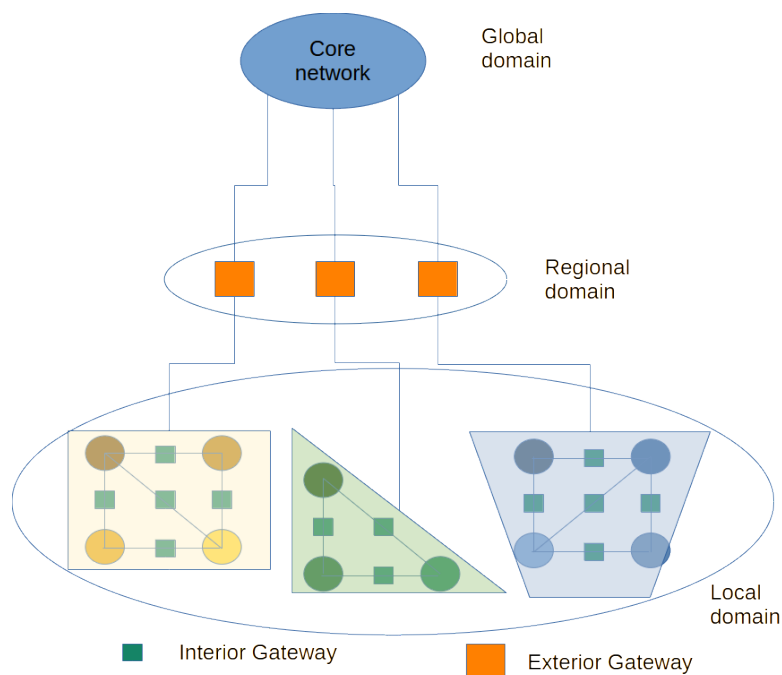 Core
network
Global
domain
Regional
domain
Local
domain
Interior Gateway
Exterior Gateway